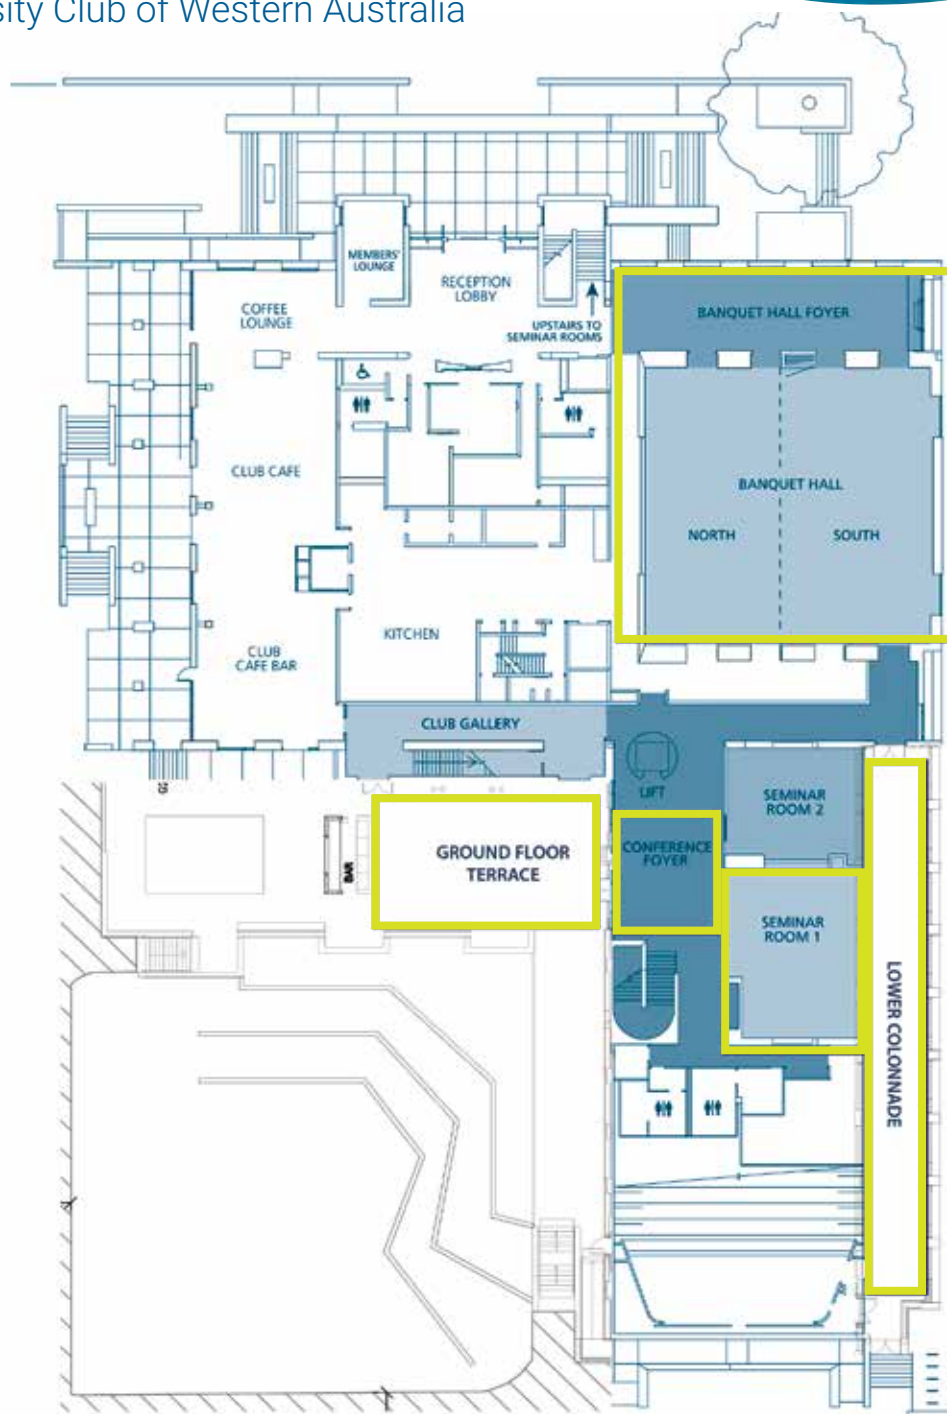 sity Club of Western Australia
MEMBERS'
LOUNGE
RECEPTION
LOBBY
COFFEE
LOUNGE
UPSTAIRS TO
SEMINAR ROOMS
BANQUET HALL FOYER
CLUB CAFE
BANQUET HALL
NORTH
SOUTH
KITCHEN
CLUB
CAFE BAR
CLUB GALLERY
LIFT
SEMINAR
ROOM 2
BAR
GROUND FLOOR
TERRACE
CONFERENCE
FOYER
SEMINAR
ROOM 1
LOWER COLONNADE